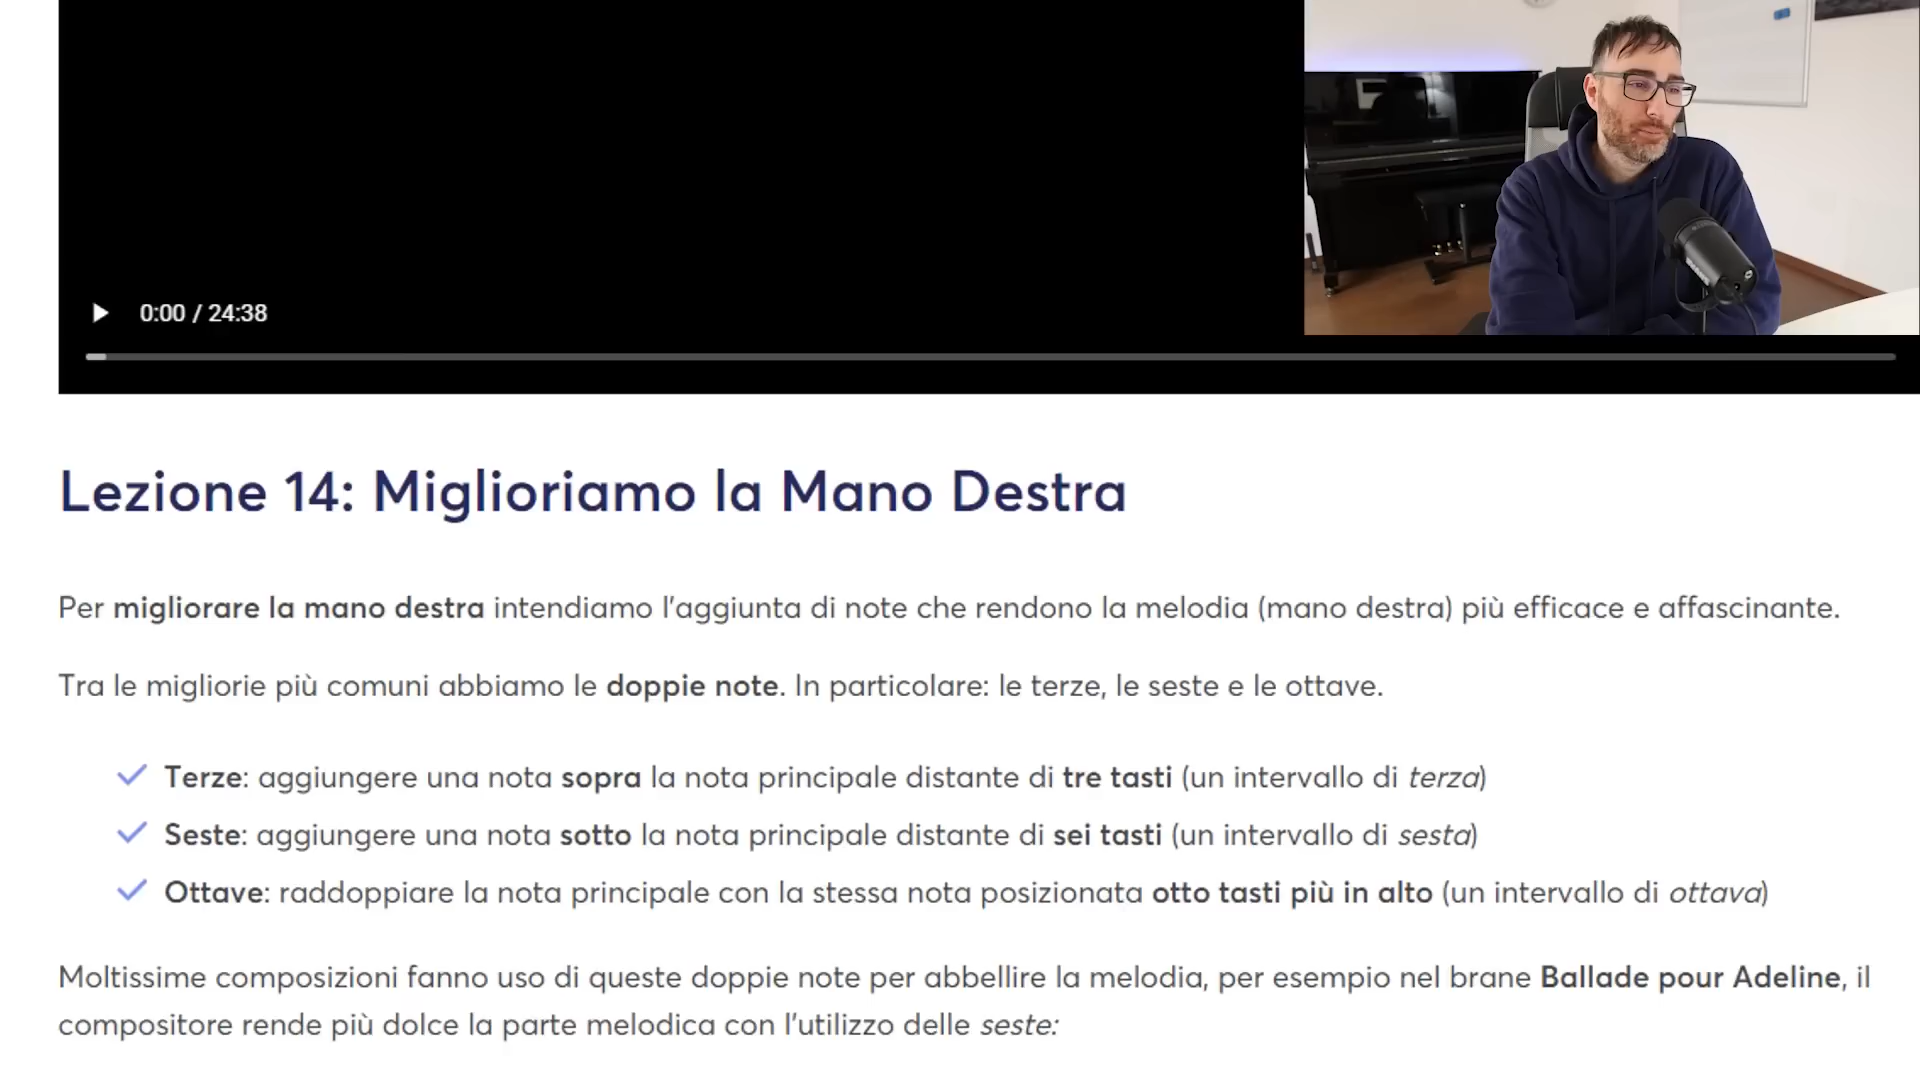 0:00 / 24:38
Lezione 14: Miglioriamo la Mano Destra
Per migliorare la mano destra intendiamo l'aggiunta di note che rendono la melodia (mano destra) più efficace e affascinante.
Tra le migliorie più comuni abbiamo le doppie note. In particolare: le terze, le seste e le ottave.
Terze: aggiungere una nota sopra la nota principale distante di tre tasti (un intervallo di terza)
Seste: aggiungere una nota sotto la nota principale distante di sei tasti (un intervallo di sesta)
Ottave: raddoppiare la nota principale con la stessa nota posizionata otto tasti più in alto (un intervallo di ottava)
Moltissime composizioni fanno uso di queste doppie note per abbellire la melodia, per esempio nel brane Ballade pour Adeline, il
compositore rende più dolce la parte melodica con l'utilizzo delle seste: